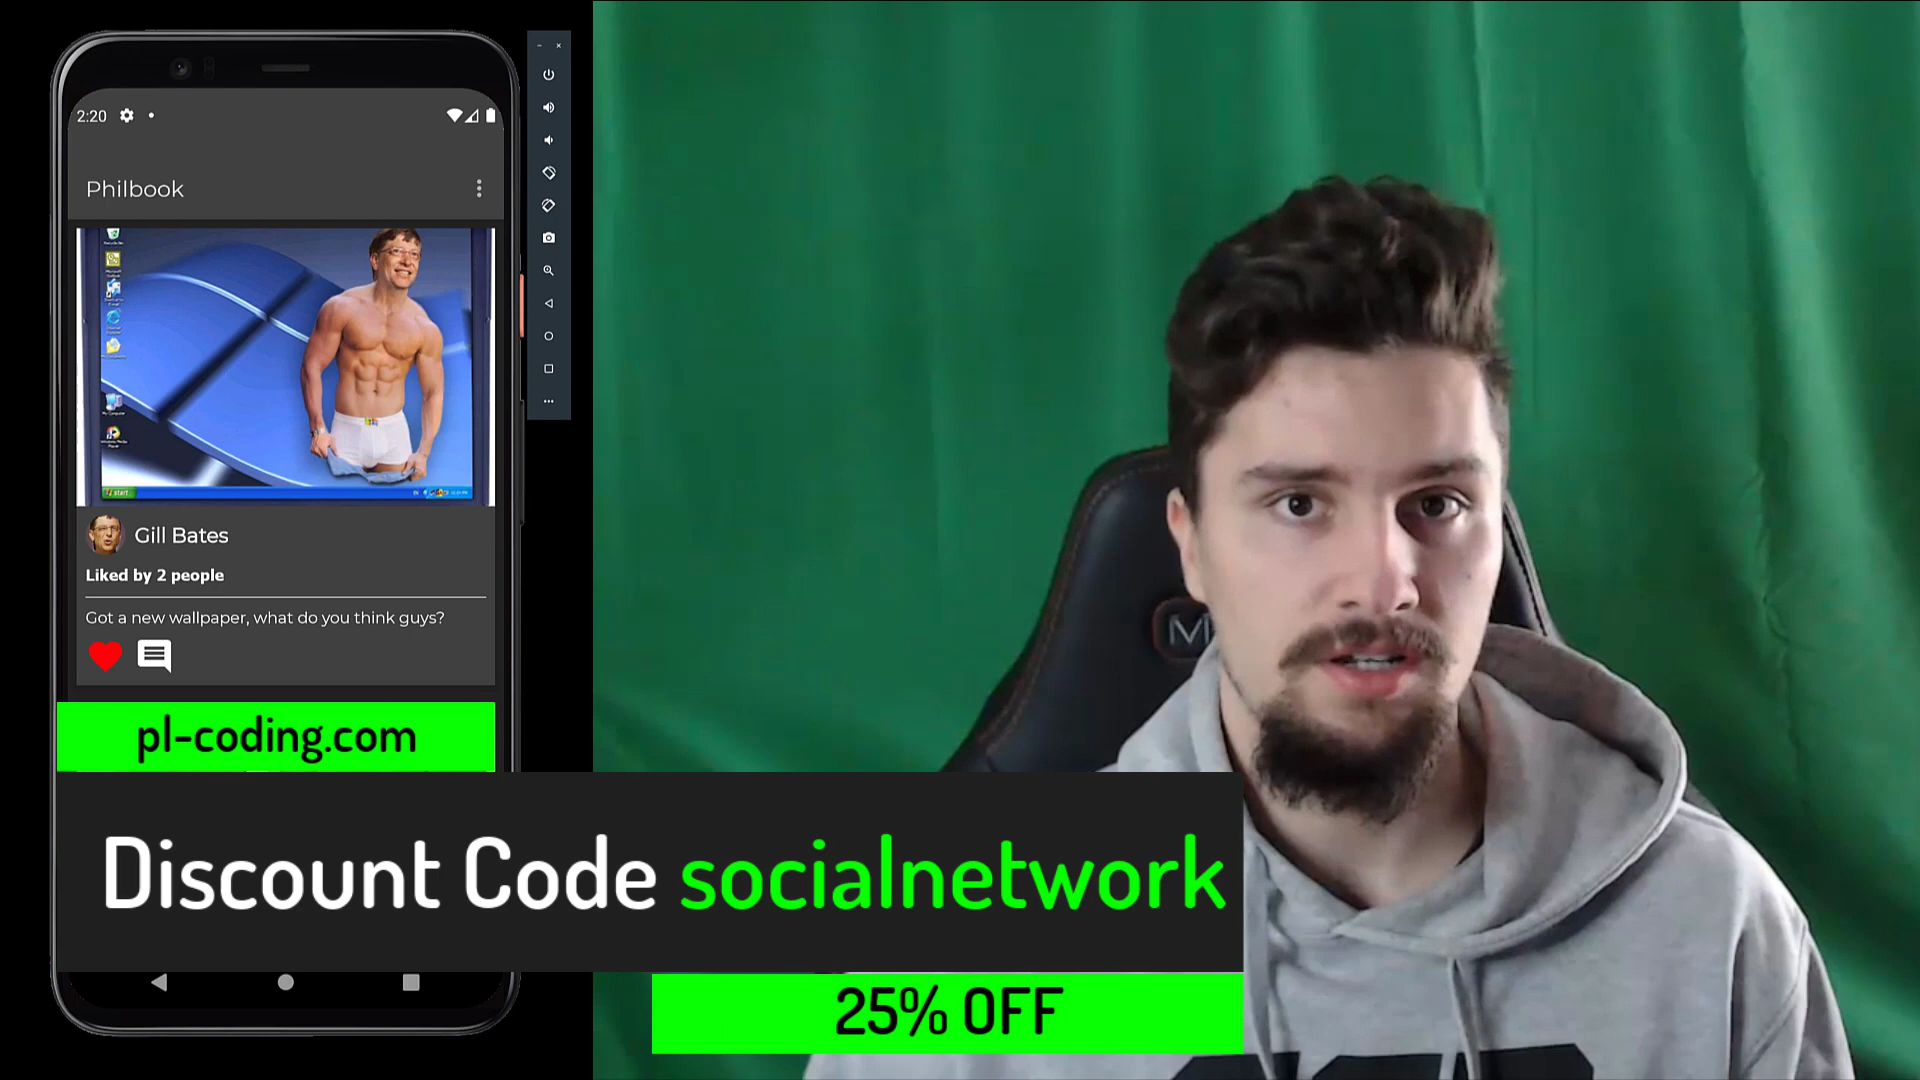 2:20
Philbook
start
Gill Bates
Liked by 2 people
Got a new wallpaper, what do you think guys?
pl-coding.com
Discount Code socialnetwork
25% OFF